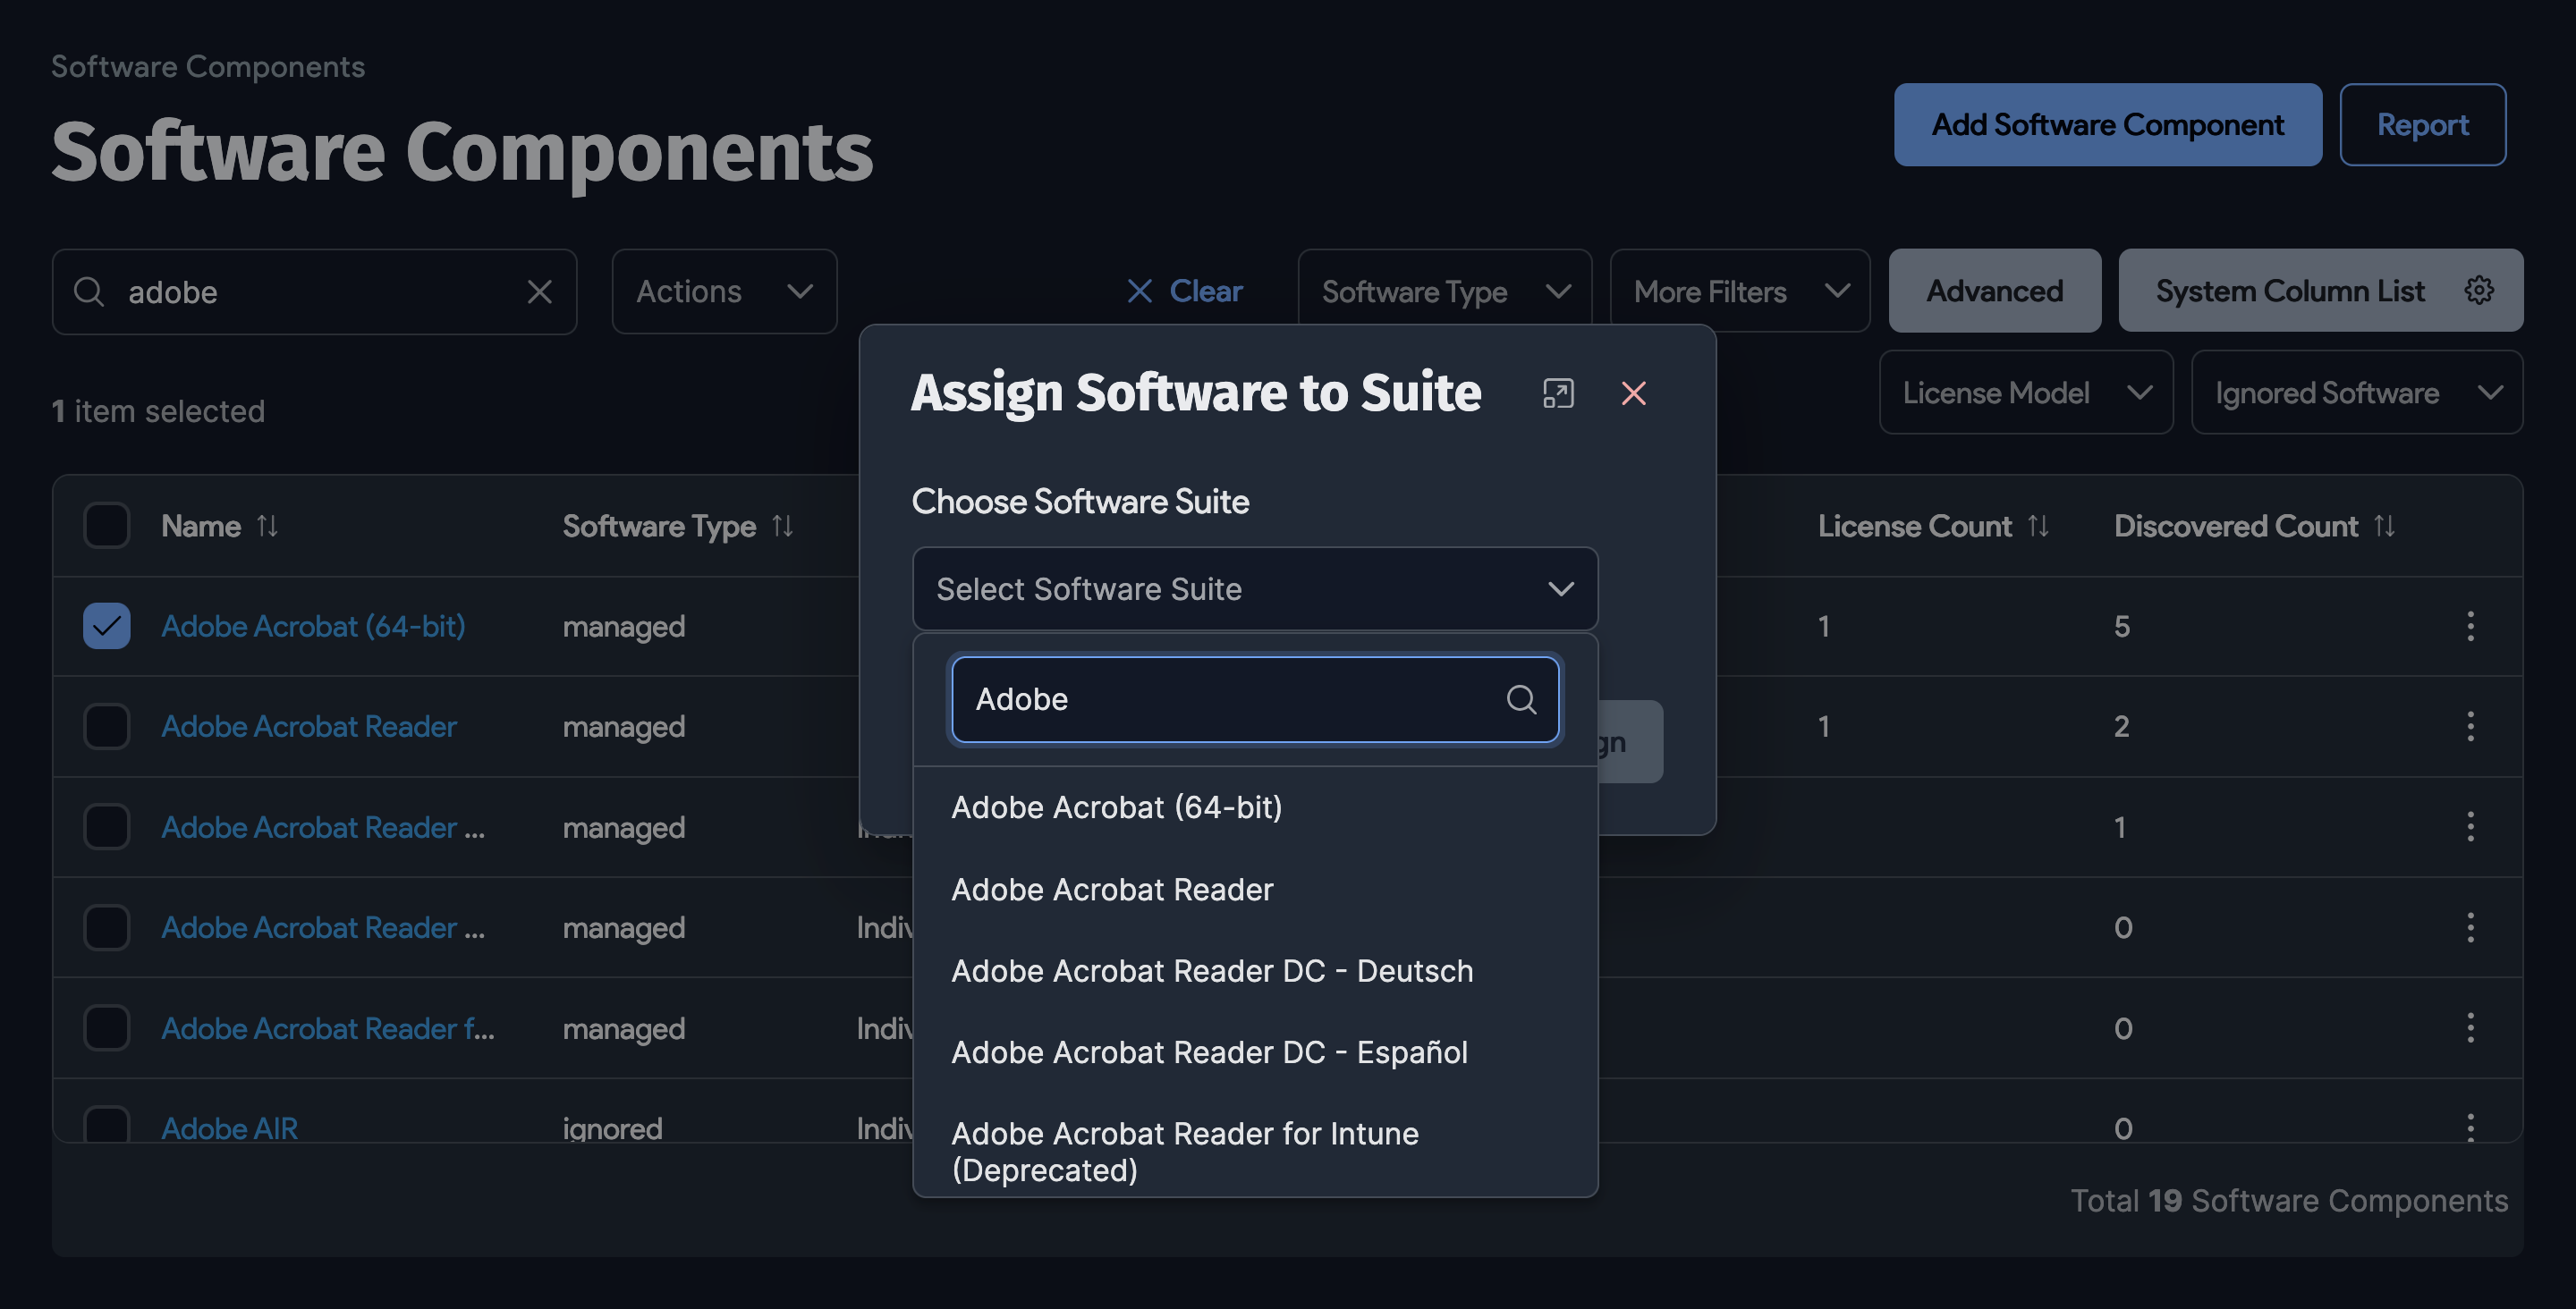 Software Components
Software Components
Add Software Component
Report
adobe
Actions
Clear
Software Type
More Filters
Advanced
System Column List
1 item selected
License Model
Ignored Software
Assign Software to Suite
Choose Software Suite
Select Software Suite
Adobe
Adobe Acrobat (64-bit)
Adobe Acrobat Reader
Adobe Acrobat Reader DC - Deutsch
Adobe Acrobat Reader DC - Español
Adobe Acrobat Reader for Intune
(Deprecated)
Name Software Type License Count Discovered Count
Adobe Acrobat (64-bit) managed 1 5
Adobe Acrobat Reader managed 1 2
Adobe Acrobat Reader ... managed 1
Adobe Acrobat Reader ... managed Indiv 0
Adobe Acrobat Reader f... managed Indiv 0
Adobe AIR ignored Indiv 0
Total 19 Software Components